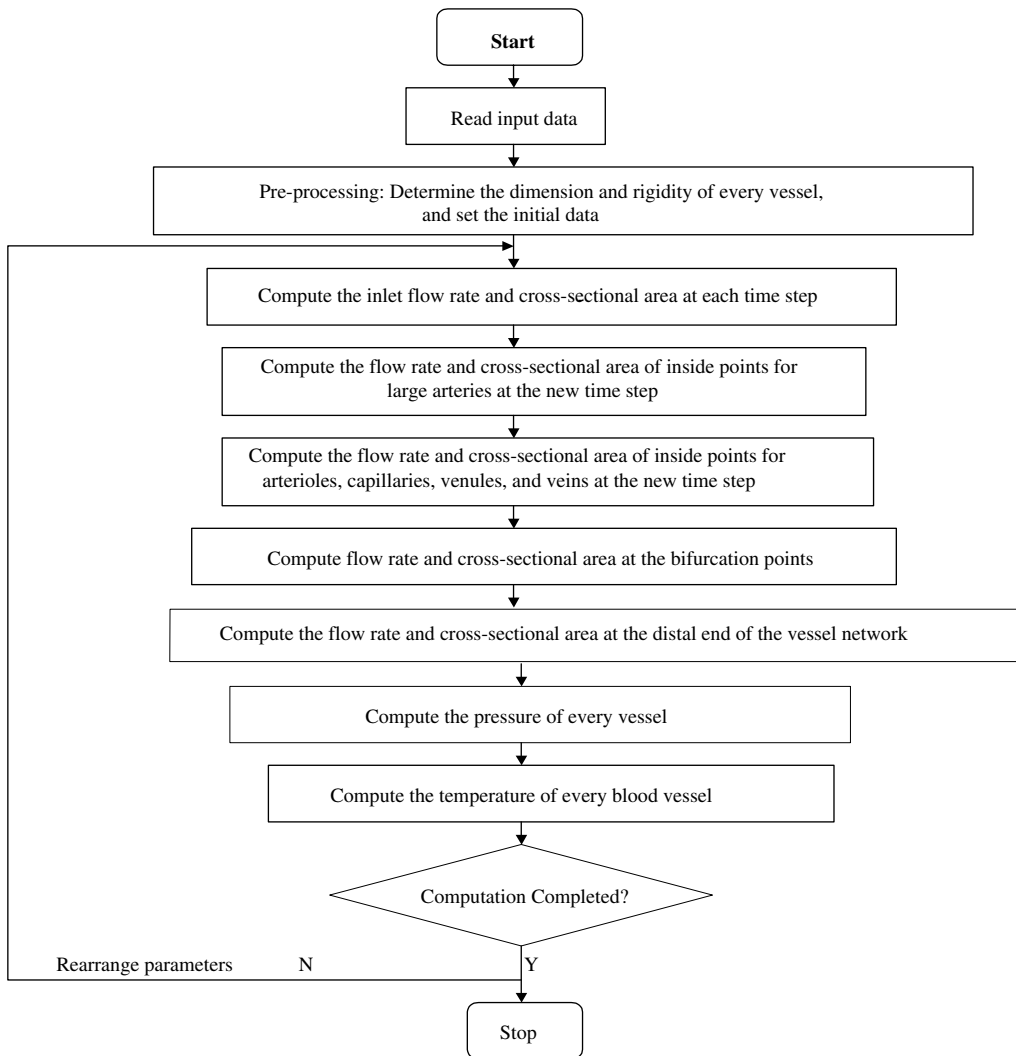 Start
Read input data
Pre-processing: Determine the dimension and rigidity of every vessel,
and set the initial data
Compute the inlet flow rate and cross-sectional area at each time step
Compute the flow rate and cross-sectional area of inside points for
large arteries at the new time step
Compute the flow rate and cross-sectional area of inside points for
arterioles, capillaries, venules, and veins at the new time step
Compute flow rate and cross-sectional area at the bifurcation points
Compute the flow rate and cross-sectional area at the distal end of the vessel network
Compute the pressure of every vessel
Compute the temperature of every blood vessel
Computation Completed?
Rearrange parameters N Y
Stop